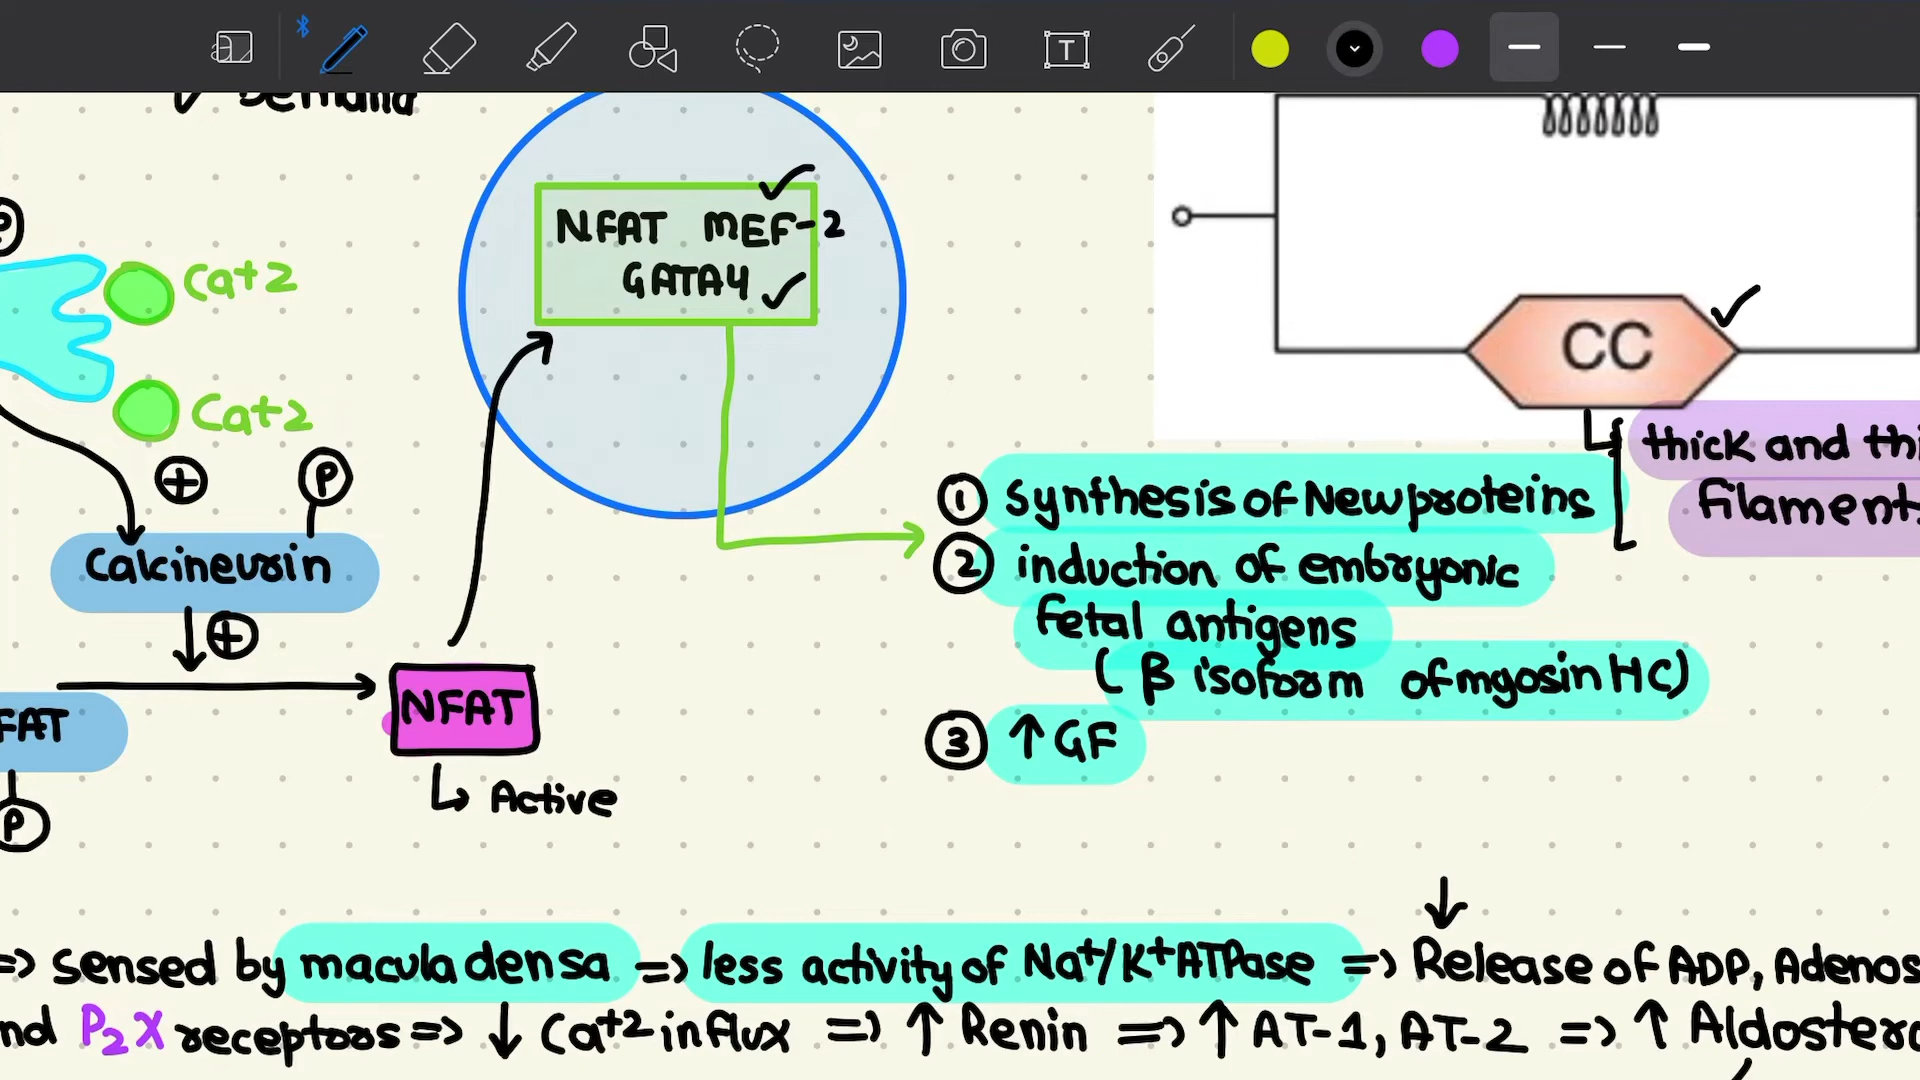 Demand
NFAT MEF-2
GATA4
Ca+2
Ca+2
P
Calcineurin
NFAT
FAT
P
Active
CC
thick and thi
filaments
① Synthesis of New proteins
② induction of embryonic
fetal antigens
(β isoform of myosin HC)
③ ↑ GF
=> sensed by macula densa => less activity of Na+/K+ATPase => Release of ADP, Adenos
nd P2X receptors => ↓ Ca+2 influx => ↑ Renin => ↑ AT-1, AT-2 => ↑ Aldostero